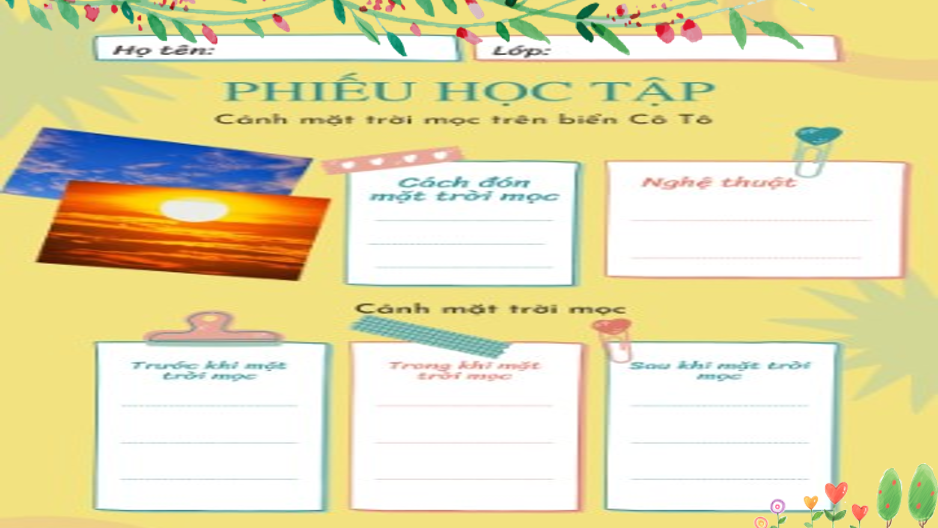 Họ tên:
Lớp:
PHIẾU HỌC TẬP
Cảnh mặt trời mọc trên biển Cô Tô
Cách đón
mặt trời mọc
Nghệ thuật
Cảnh mặt trời mọc
Trước khi mặt
trời mọc
Trong khi mặt
trời mọc
Sau khi mặt trời
mọc